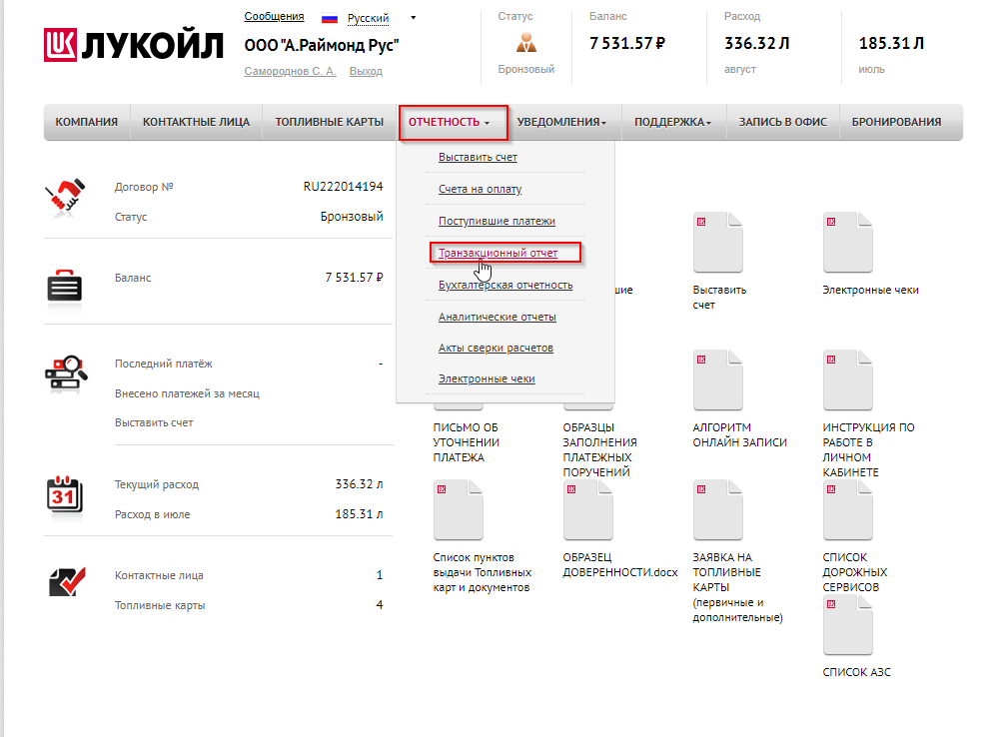 ЛУКОЙЛ
Сообщения Русский
ООО "А.Раймонд Рус"
Самороднов С. А. Выход
Статус
Бронзовый
Баланс
7 531.57 ₽
Расход
336.32 Л
август
185.31 Л
июль
КОМПАНИЯ КОНТАКТНЫЕ ЛИЦА ТОПЛИВНЫЕ КАРТЫ ОТЧЕТНОСТЬ УВЕДОМЛЕНИЯ ПОДДЕРЖКА ЗАПИСЬ В ОФИС БРОНИРОВАНИЯ
Выставить счет
Счета на оплату
Поступившие платежи
Транзакционный отчет
Бухгалтерская отчетность
Аналитические отчеты
Акты сверки расчетов
Электронные чеки
Договор № RU222014194
Статус Бронзовый
Баланс 7 531.57 ₽
Последний платёж -
Внесено платежей за месяц
Выставить счет
31
Текущий расход 336.32 л
Расход в июле 185.31 л
Контактные лица 1
Топливные карты 4
Выставить
счет
Электронные чеки
ПИСЬМО ОБ
УТОЧНЕНИИ
ПЛАТЕЖА
ОБРАЗЦЫ
ЗАПОЛНЕНИЯ
ПЛАТЕЖНЫХ
ПОРУЧЕНИЙ
АЛГОРИТМ
ОНЛАЙН ЗАПИСИ
ИНСТРУКЦИЯ ПО
РАБОТЕ В
ЛИЧНОМ
КАБИНЕТЕ
Список пунктов
выдачи Топливных
карт и документов
ОБРАЗЕЦ
ДОВЕРЕННОСТИ.docx
ЗАЯВКА НА
ТОПЛИВНЫЕ
КАРТЫ
(первичные и
дополнительные)
СПИСОК
ДОРОЖНЫХ
СЕРВИСОВ
СПИСОК АЗС